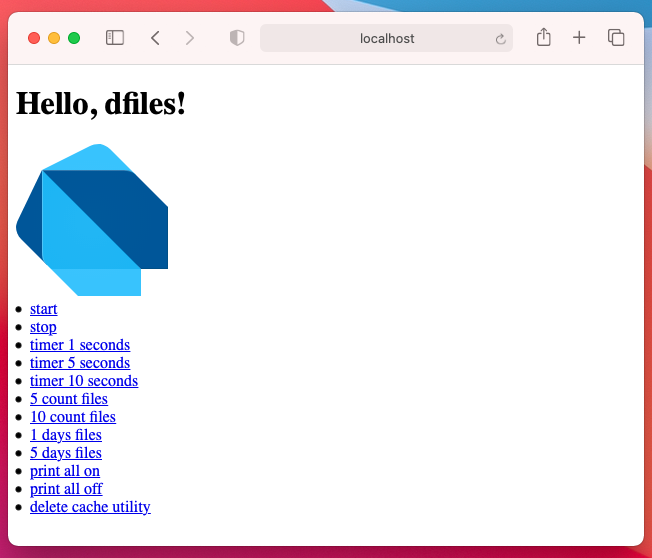 localhost
Hello, dfiles!
start
stop
timer 1 seconds
timer 5 seconds
timer 10 seconds
5 count files
10 count files
1 days files
5 days files
print all on
print all off
delete cache utility